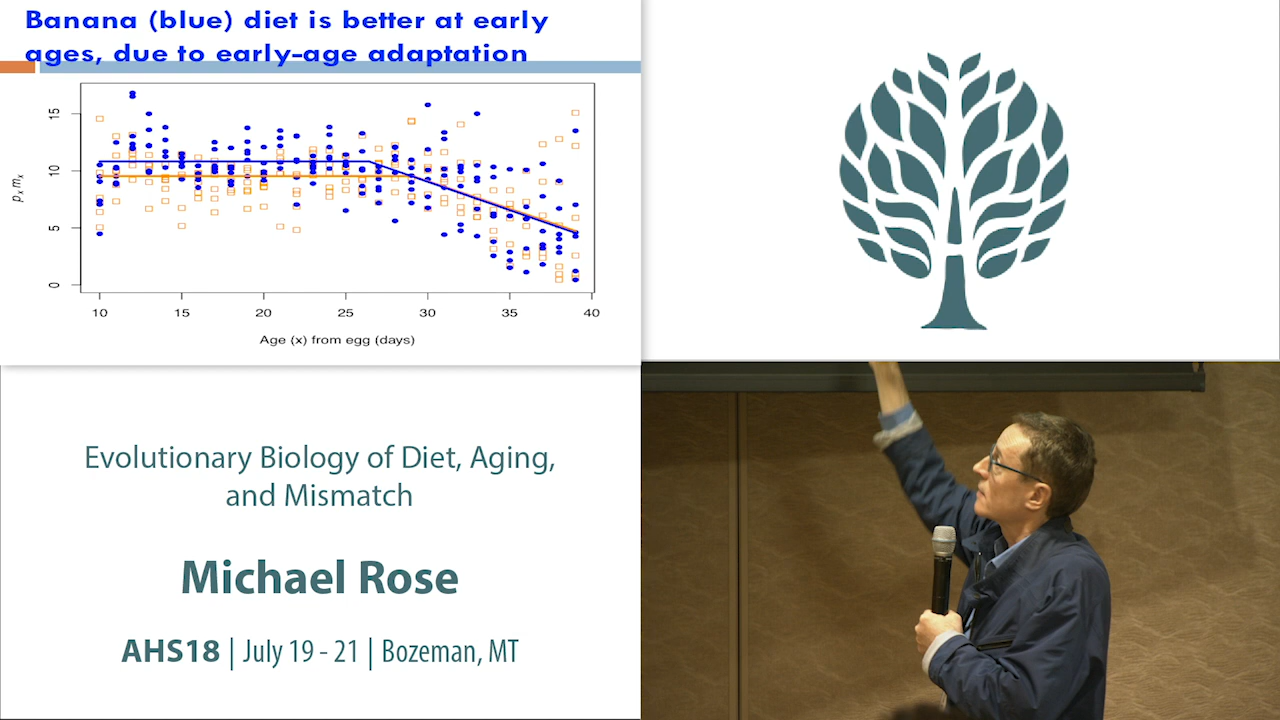 Banana (blue) diet is better at early
ages, due to early-age adaptation
15
10
5
0
pₓ mₓ
10 15 20 25 30 35 40
Age (x) from egg (days)
Evolutionary Biology of Diet, Aging,
and Mismatch
Michael Rose
AHS18 | July 19 - 21 | Bozeman, MT